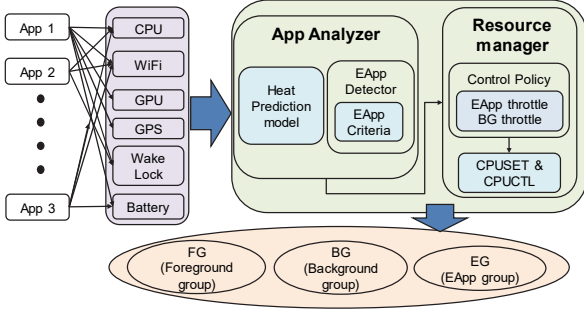 App 1
App 2
App 3
CPU
WiFi
GPU
GPS
Wake
Lock
Battery
App Analyzer
Heat
Prediction
model
EApp
Detector
EApp
Criteria
Resource
manager
Control Policy
EApp throttle
BG throttle
CPUSET &
CPUCTL
FG
(Foreground
group)
BG
(Background
group)
EG
(EApp group)